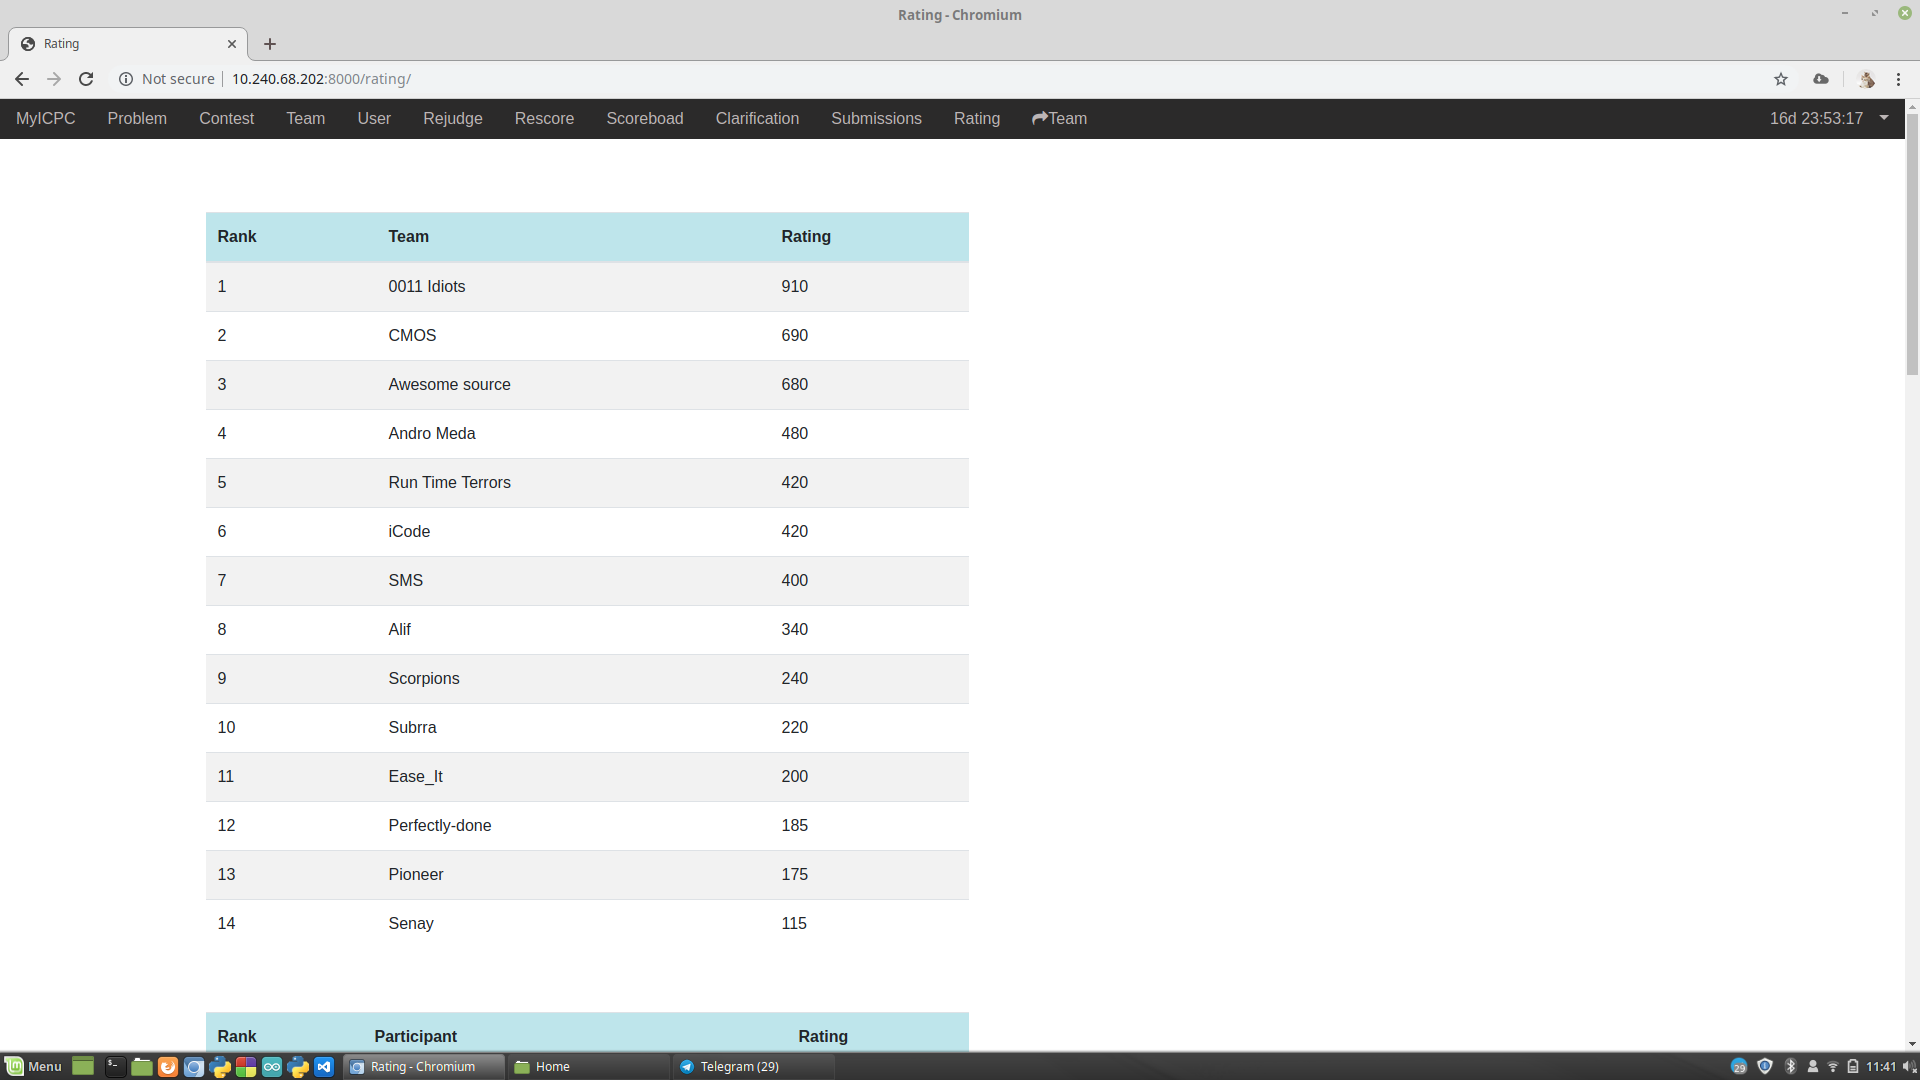 Rating - Chromium
Rating
Not secure 10.240.68.202:8000/rating/
MyICPC Problem Contest Team User Rejudge Rescore Scoreboad Clarification Submissions Rating Team 16d 23:53:17
Rank Team Rating
1 0011 Idiots 910
2 CMOS 690
3 Awesome source 680
4 Andro Meda 480
5 Run Time Terrors 420
6 iCode 420
7 SMS 400
8 Alif 340
9 Scorpions 240
10 Subrra 220
11 Ease_It 200
12 Perfectly-done 185
13 Pioneer 175
14 Senay 115
Rank Participant Rating
Menu Rating - Chromium Home Telegram (29) 29 11:41